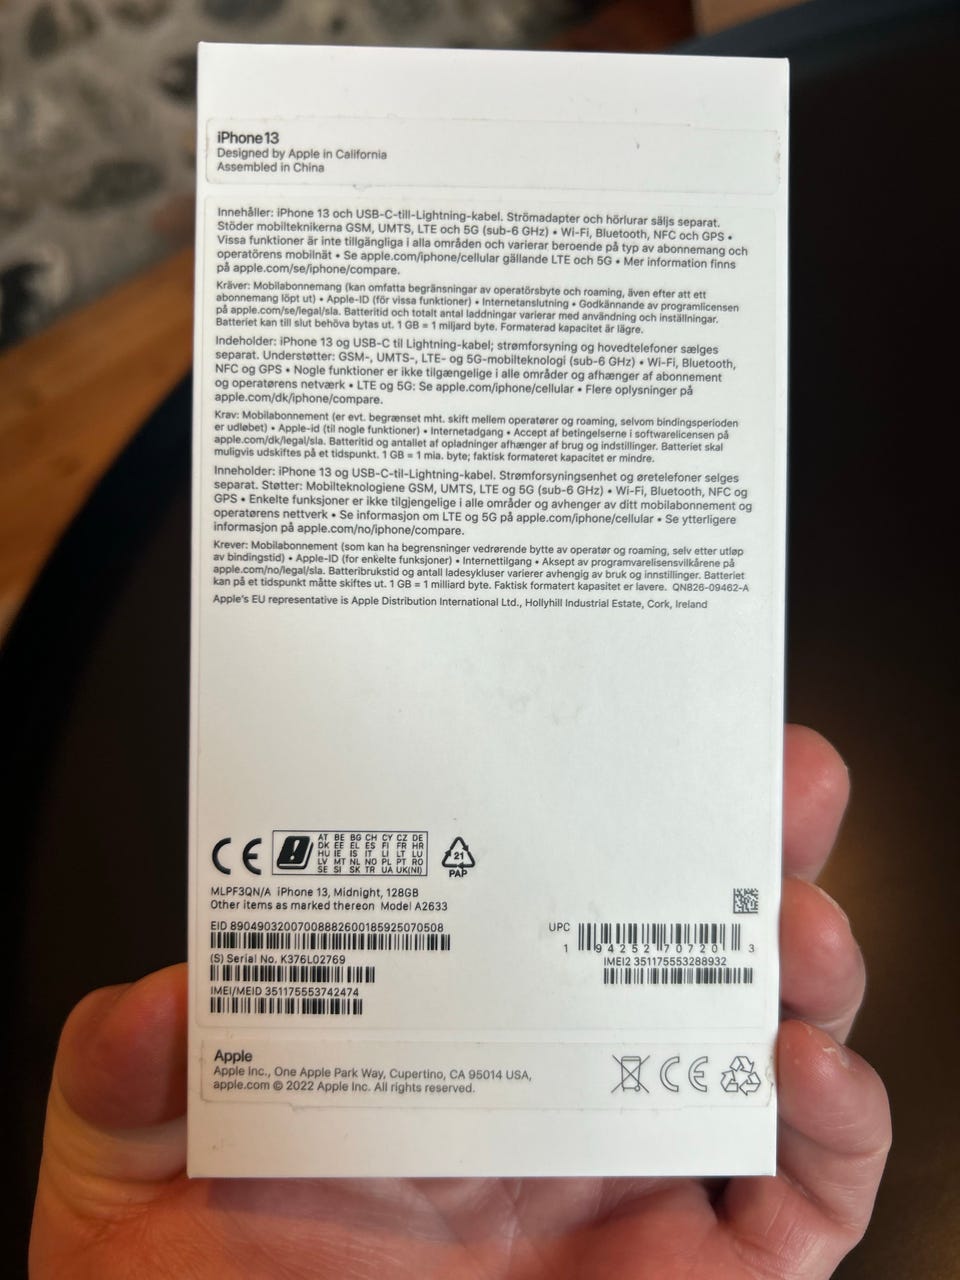 iPhone 13
Designed by Apple in California
Assembled in China
Innehåller: iPhone 13 och USB-C-till-Lightning-kabel. Strömadapter och hörlurar säljs separat.
Stöder mobilteknikerna GSM, UMTS, LTE och 5G (sub-6 GHz) • Wi-Fi, Bluetooth, NFC och GPS •
Vissa funktioner är inte tillgängliga i alla områden och varierar beroende på typ av abonnemang och
operatörens mobilnät • Se apple.com/iphone/cellular gällande LTE och 5G • Mer information finns
på apple.com/se/iphone/compare.
Kräver: Mobilabonnemang (kan omfatta begränsningar av operatörsbyte och roaming, även efter att ett
abonnemang löpt ut) • Apple-ID (för vissa funktioner) • Internetanslutning • Godkännande av programlicensen
på apple.com/se/legal/sla. Batteritid och totalt antal laddningar varierar med användning och inställningar.
Batteriet kan till slut behöva bytas ut. 1 GB = 1 miljard byte. Formaterad kapacitet är lägre.
Indeholder: iPhone 13 og USB-C til Lightning-kabel; strømforsyning og hovedtelefoner sælges
separat. Understøtter: GSM-, UMTS-, LTE- og 5G-mobilteknologi (sub-6 GHz) • Wi-Fi, Bluetooth,
NFC og GPS • Nogle funktioner er ikke tilgængelige i alle områder og afhænger af abonnement
og operatørens netværk • LTE og 5G: Se apple.com/iphone/cellular • Flere oplysninger på
apple.com/dk/iphone/compare.
Krav: Mobilabonnement (er evt. begrænset mht. skift mellem operatører og roaming, selvom bindingsperioden
er udløbet) • Apple-id (til nogle funktioner) • Internetadgang • Accept af betingelserne i softwarelicensen på
apple.com/dk/legal/sla. Batteritid og antallet af opladninger afhænger af brug og indstillinger. Batteriet skal
muligvis udskiftes på et tidspunkt. 1 GB = 1 mia. byte; faktisk formateret kapacitet er mindre.
Inneholder: iPhone 13 og USB-C-til-Lightning-kabel. Strømforsyningsenhet og øretelefoner selges
separat. Støtter: Mobilteknologiene GSM, UMTS, LTE og 5G (sub-6 GHz) • Wi-Fi, Bluetooth, NFC og
GPS • Enkelte funksjoner er ikke tilgjengelige i alle områder og avhenger av ditt mobilabonnement og
operatørens nettverk • Se informasjon om LTE og 5G på apple.com/iphone/cellular • Se ytterligere
informasjon på apple.com/no/iphone/compare.
Krever: Mobilabonnement (som kan ha begrensninger vedrørende bytte av operatør og roaming, selv etter utløp
av bindingstid) • Apple-ID (for enkelte funksjoner) • Internettilgang • Aksept av programvarelisensvilkårene på
apple.com/no/legal/sla. Batteribrukstid og antall ladesykluser varierer avhengig av bruk og innstillinger. Batteriet
kan på et tidspunkt måtte skiftes ut. 1 GB = 1 milliard byte. Faktisk formatert kapasitet er lavere. QN826-09462-A
Apple's EU representative is Apple Distribution International Ltd., Hollyhill Industrial Estate, Cork, Ireland
CE
AT BE BG CH CY CZ DE
DK EE EL ES FI FR HR
HU IE IS IT LI LT LU
LV MT NL NO PL PT RO
SE SI SK TR UA UK(NI)
21
PAP
MLPF3QN/A iPhone 13, Midnight, 128GB
Other items as marked thereon Model A2633
EID 89049032007008882600185925070508
(S) Serial No. K376L02769
IMEI/MEID 351175553742474
UPC
1 94252 70720 3
IMEI2 351175553288932
Apple
Apple Inc., One Apple Park Way, Cupertino, CA 95014 USA,
apple.com © 2022 Apple Inc. All rights reserved.
CE